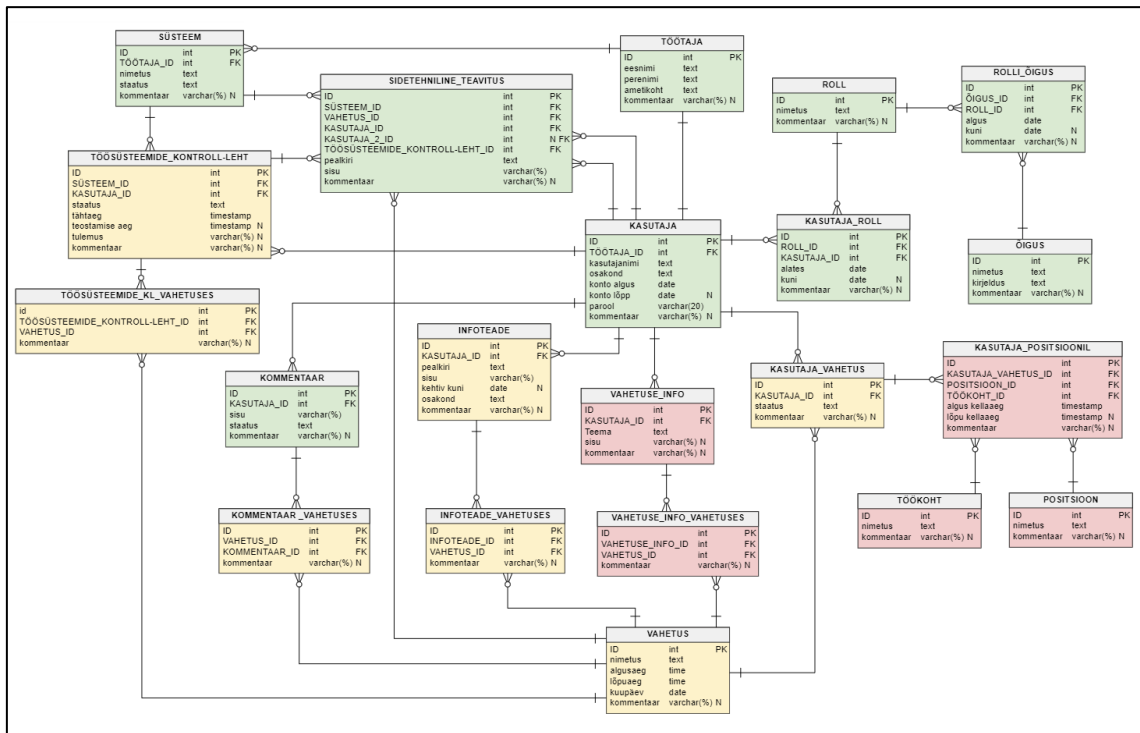 SÜSTEEM
ID int PK
TÖÖTAJA_ID int FK
nimetus text
staatus text
kommentaar varchar(%) N
TÖÖTAJA
ID int PK
eesnimi text
perenimi text
ametikoht text
kommentaar varchar(%) N
SIDETEHNILINE_TEAVITUS
ID int PK
SÜSTEEM_ID int FK
VAHETUS_ID int FK
KASUTAJA_ID int FK
KASUTAJA_2_ID int N FK
TÖÖSÜSTEEMIDE_KONTROLL-LEHT_ID int FK
pealkiri text
sisu varchar(%)
kommentaar varchar(%) N
ROLL
ID int PK
nimetus text
kommentaar varchar(%) N
ROLLI_ÕIGUS
ID int PK
ÕIGUS_ID int FK
ROLL_ID int FK
algus date
kuni date N
kommentaar varchar(%) N
TÖÖSÜSTEEMIDE_KONTROLL-LEHT
ID int PK
SÜSTEEM_ID int FK
KASUTAJA_ID int FK
staatus text
tähtaeg timestamp
teostamise aeg timestamp N
tulemus varchar(%) N
kommentaar varchar(%) N
KASUTAJA
ID int PK
TÖÖTAJA_ID int FK
kasutajanimi text
osakond text
konto algus date
konto lõpp date N
parool varchar(20)
kommentaar varchar(%) N
KASUTAJA_ROLL
ID int PK
ROLL_ID int FK
KASUTAJA_ID int FK
alates date
kuni date N
kommentaar varchar(%) N
ÕIGUS
ID int PK
nimetus text
kirjeldus text
kommentaar varchar(%) N
TÖÖSÜSTEEMIDE_KL_VAHETUSES
id int PK
TÖÖSÜSTEEMIDE_KONTROLL-LEHT_ID int FK
VAHETUS_ID int FK
kommentaar varchar(%) N
INFOTEADE
ID int PK
KASUTAJA_ID int FK
pealkiri text
sisu varchar(%)
kehtiv kuni date N
osakond text
kommentaar varchar(%) N
KOMMENTAAR
ID int PK
KASUTAJA_ID int FK
sisu varchar(%)
staatus text
kommentaar varchar(%) N
VAHETUSE_INFO
ID int PK
KASUTAJA_ID int FK
Teema text
sisu varchar(%) N
kommentaar varchar(%) N
KASUTAJA_VAHETUS
ID int PK
KASUTAJA_ID int FK
staatus text
kommentaar varchar(%) N
KASUTAJA_POSITSIOONIL
ID int PK
KASUTAJA_VAHETUS_ID int FK
POSITSIOON_ID int FK
TÖÖKOHT_ID int FK
algus kellaaeg timestamp
lõpu kellaaeg timestamp N
kommentaar varchar(%) N
TÖÖKOHT
ID int PK
nimetus text
kommentaar varchar(%) N
POSITSIOON
ID int PK
nimetus text
kommentaar varchar(%) N
KOMMENTAAR_VAHETUSES
ID int PK
VAHETUS_ID int FK
KOMMENTAAR_ID int FK
kommentaar varchar(%) N
INFOTEADE_VAHETUSES
ID int PK
INFOTEADE_ID int FK
VAHETUS_ID int FK
kommentaar varchar(%) N
VAHETUSE_INFO_VAHETUSES
ID int PK
VAHETUSE_INFO_ID int FK
VAHETUS_ID int FK
kommentaar varchar(%) N
VAHETUS
ID int PK
nimetus text
algusaeg time
lõpuaeg time
kuupäev date
kommentaar varchar(%) N